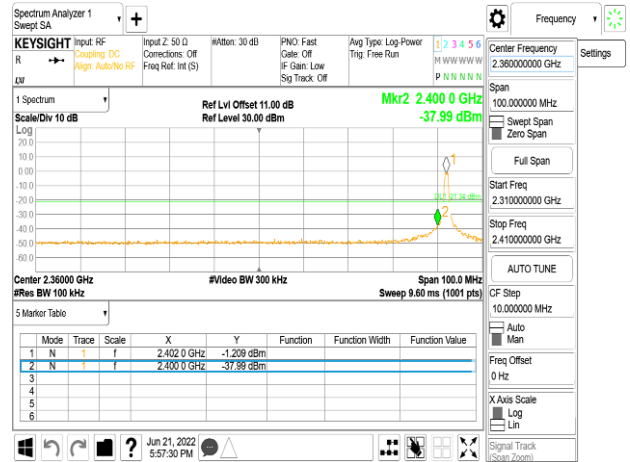 Spectrum Analyzer 1
Swept SA
Frequency
KEYSIGHT
R
Input: RF
Coupling: DC
Align: Auto/No RF
Input Z: 50 Ω
Corrections: Off
Freq Ref: Int (S)
#Atten: 30 dB
PNO: Fast
Gate: Off
IF Gain: Low
Sig Track: Off
Avg Type: Log-Power
Trig: Free Run
1 2 3 4 5 6
M W W W W W
P N N N N N
Center Frequency
2.360000000 GHz
Settings
Span
100.000000 MHz
Swept Span
Zero Span
Full Span
Start Freq
2.310000000 GHz
Stop Freq
2.410000000 GHz
AUTO TUNE
CF Step
10.000000 MHz
Auto
Man
Freq Offset
0 Hz
X Axis Scale
Log
Lin
Signal Track
(Span Zoom)
1 Spectrum
Scale/Div 10 dB
Ref Lvl Offset 11.00 dB
Ref Level 30.00 dBm
Mkr2 2.400 0 GHz
-37.99 dBm
Log
20.0
10.0
0.00
-10.0
-20.0
-30.0
-40.0
-50.0
-60.0
1
DL1 -21.34 dBm
2
Center 2.36000 GHz
#Res BW 100 kHz
#Video BW 300 kHz
Span 100.0 MHz
Sweep 9.60 ms (1001 pts)
5 Marker Table
Mode Trace Scale X Y Function Function Width Function Value
1 N 1 f 2.402 0 GHz -1.209 dBm
2 N 1 f 2.400 0 GHz -37.99 dBm
3
4
5
6
Jun 21, 2022
5:57:30 PM